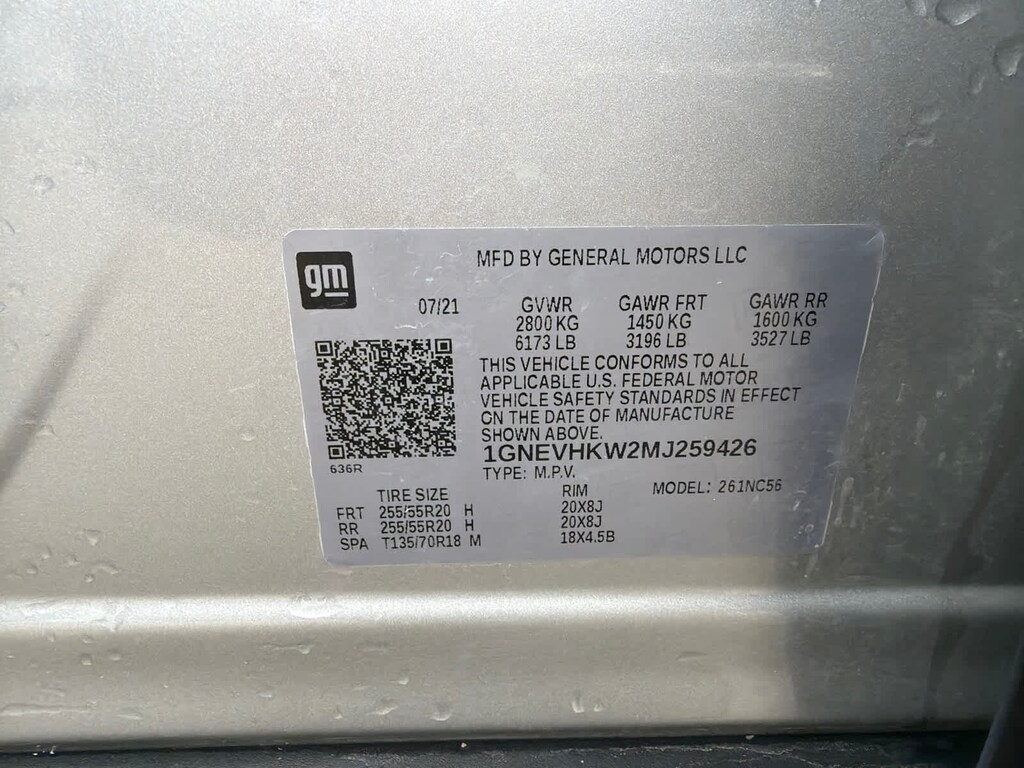 gm
MFD BY GENERAL MOTORS LLC
07/21 GVWR GAWR FRT GAWR RR
2800 KG 1450 KG 1600 KG
6173 LB 3196 LB 3527 LB
THIS VEHICLE CONFORMS TO ALL
APPLICABLE U.S. FEDERAL MOTOR
VEHICLE SAFETY STANDARDS IN EFFECT
ON THE DATE OF MANUFACTURE
SHOWN ABOVE.
1GNEVHKW2MJ259426
636R
TYPE: M.P.V.
MODEL: 261NC56
TIRE SIZE RIM
FRT 255/55R20 H 20X8J
RR 255/55R20 H 20X8J
SPA T135/70R18 M 18X4.5B